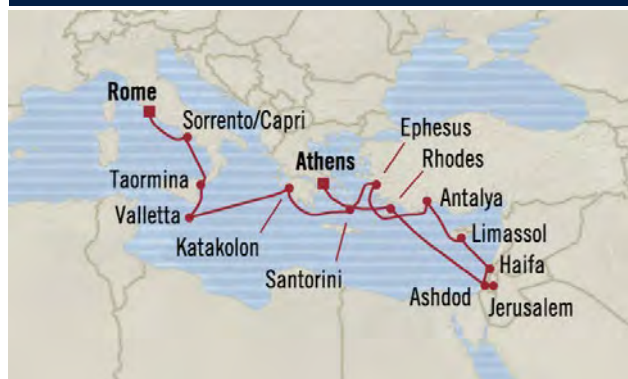 Rome
Sorrento/Capri
Ephesus
Athens
Rhodes
Taormina
Antalya
Valletta
Limassol
Katakolon
Haifa
Santorini
Ashdod
Jerusalem